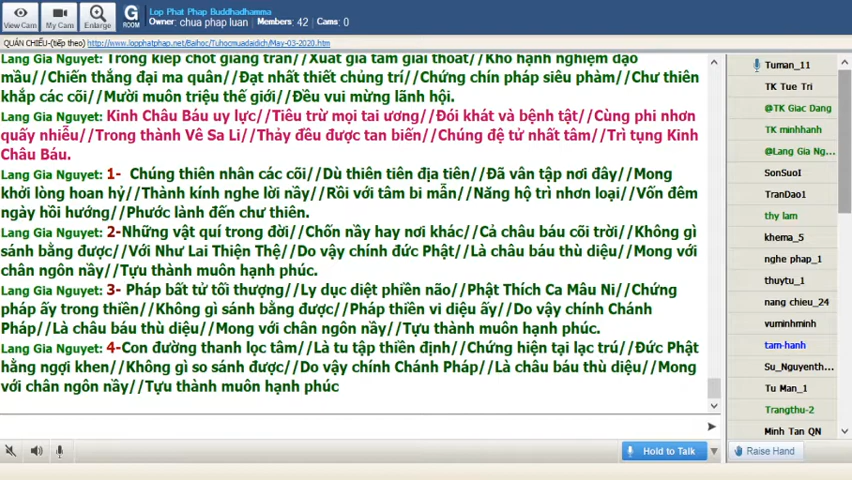 View Cam
My Cam
Enlarge
G
ROOM
Lop Phat Phap Buddhadhamma
Owner: chua phap luan Members: 42 Cams: 0
QUÁN CHIẾU-(tiếp theo) http://www.lopphatphap.net/Baihoc/Tuhocmuadaidich/May-03-2020.htm
Lang Gia Nguyet: Trong kiếp chót giáng trần//Xuất gia tầm giải thoát//Khổ hạnh nghiêm đạo
mầu//Chiến thắng đại ma quân//Đạt nhất thiết chủng trí//Chứng chín pháp siêu phàm//Chư thiên
khắp các cõi//Mười muôn triệu thế giới//Đều vui mừng lãnh hội.
Lang Gia Nguyet: Kinh Châu Báu uy lực//Tiêu trừ mọi tai ương//Đói khát và bệnh tật//Cùng phi nhơn
quấy nhiễu//Trong thành Vê Sa Li//Thảy đều được tan biến//Chúng đệ tử nhất tâm//Trì tụng Kinh
Châu Báu.
Lang Gia Nguyet: 1- Chúng thiên nhân các cõi//Dù thiên tiên địa tiên//Đã vân tập nơi đây//Mong
khởi lòng hoan hỷ//Thành kính nghe lời nầy//Rồi với tâm bi mẫn//Năng hộ trì nhơn loại//Vốn đêm
ngày hồi hướng//Phước lành đến chư thiên.
Lang Gia Nguyet: 2-Những vật quí trong đời//Chốn nầy hay nơi khác//Cả châu báu cõi trời//Không gì
sánh bằng được//Với Như Lai Thiện Thệ//Do vậy chính đức Phật//Là châu báu thù diệu//Mong với
chân ngôn nầy//Tựu thành muôn hạnh phúc.
Lang Gia Nguyet: 3- Pháp bất tử tối thượng//Ly dục diệt phiền não//Phật Thích Ca Mâu Ni//Chứng
pháp ấy trong thiền//Không gì sánh bằng được//Pháp thiền vi diệu ấy//Do vậy chính Chánh
Pháp//Là châu báu thù diệu//Mong với chân ngôn nầy//Tựu thành muôn hạnh phúc.
Lang Gia Nguyet: 4-Con đường thanh lọc tâm//Là tu tập thiền định//Chứng hiện tại lạc trú//Đức Phật
hằng ngợi khen//Không gì so sánh được//Do vậy chính Chánh Pháp//Là châu báu thù diệu//Mong
với chân ngôn nầy//Tựu thành muôn hạnh phúc
Hold to Talk
Tuman_11
TK Tue Tri
@TK Giac Dang
TK minhhanh
@Lang Gia Ng...
SonSuoI
TranDao1
thy lam
khema_5
nghe phap_1
thuytu_1
nang chieu_24
vuminhminh
tam-hanh
Su_Nguyenth...
Tu Man_1
Trangthu-2
Minh Tan QN
Raise Hand